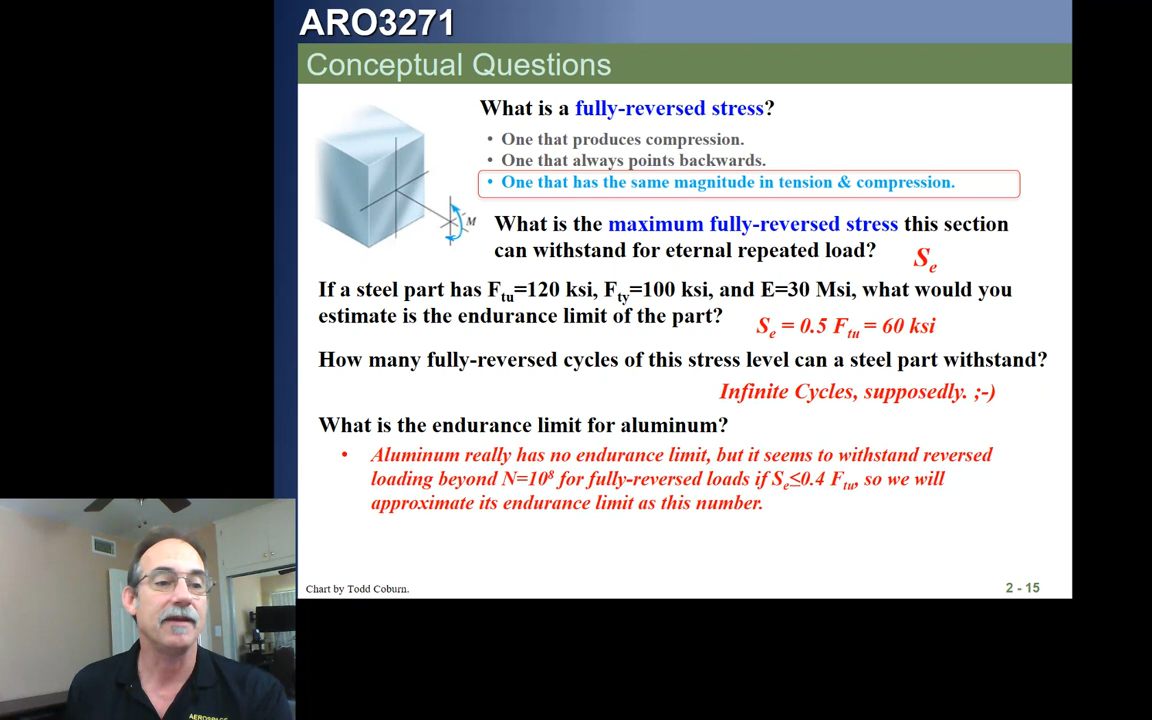 ARO3271
Conceptual Questions
What is a fully-reversed stress?
• One that produces compression.
• One that always points backwards.
• One that has the same magnitude in tension & compression.
M
What is the maximum fully-reversed stress this section
can withstand for eternal repeated load?
Se
If a steel part has Ftu=120 ksi, Fty=100 ksi, and E=30 Msi, what would you
estimate is the endurance limit of the part?
Se = 0.5 Ftu = 60 ksi
How many fully-reversed cycles of this stress level can a steel part withstand?
Infinite Cycles, supposedly. ;-)
What is the endurance limit for aluminum?
• Aluminum really has no endurance limit, but it seems to withstand reversed
loading beyond N=10⁸ for fully-reversed loads if Se≤0.4 Ftu, so we will
approximate its endurance limit as this number.
Chart by Todd Coburn.
2 - 15